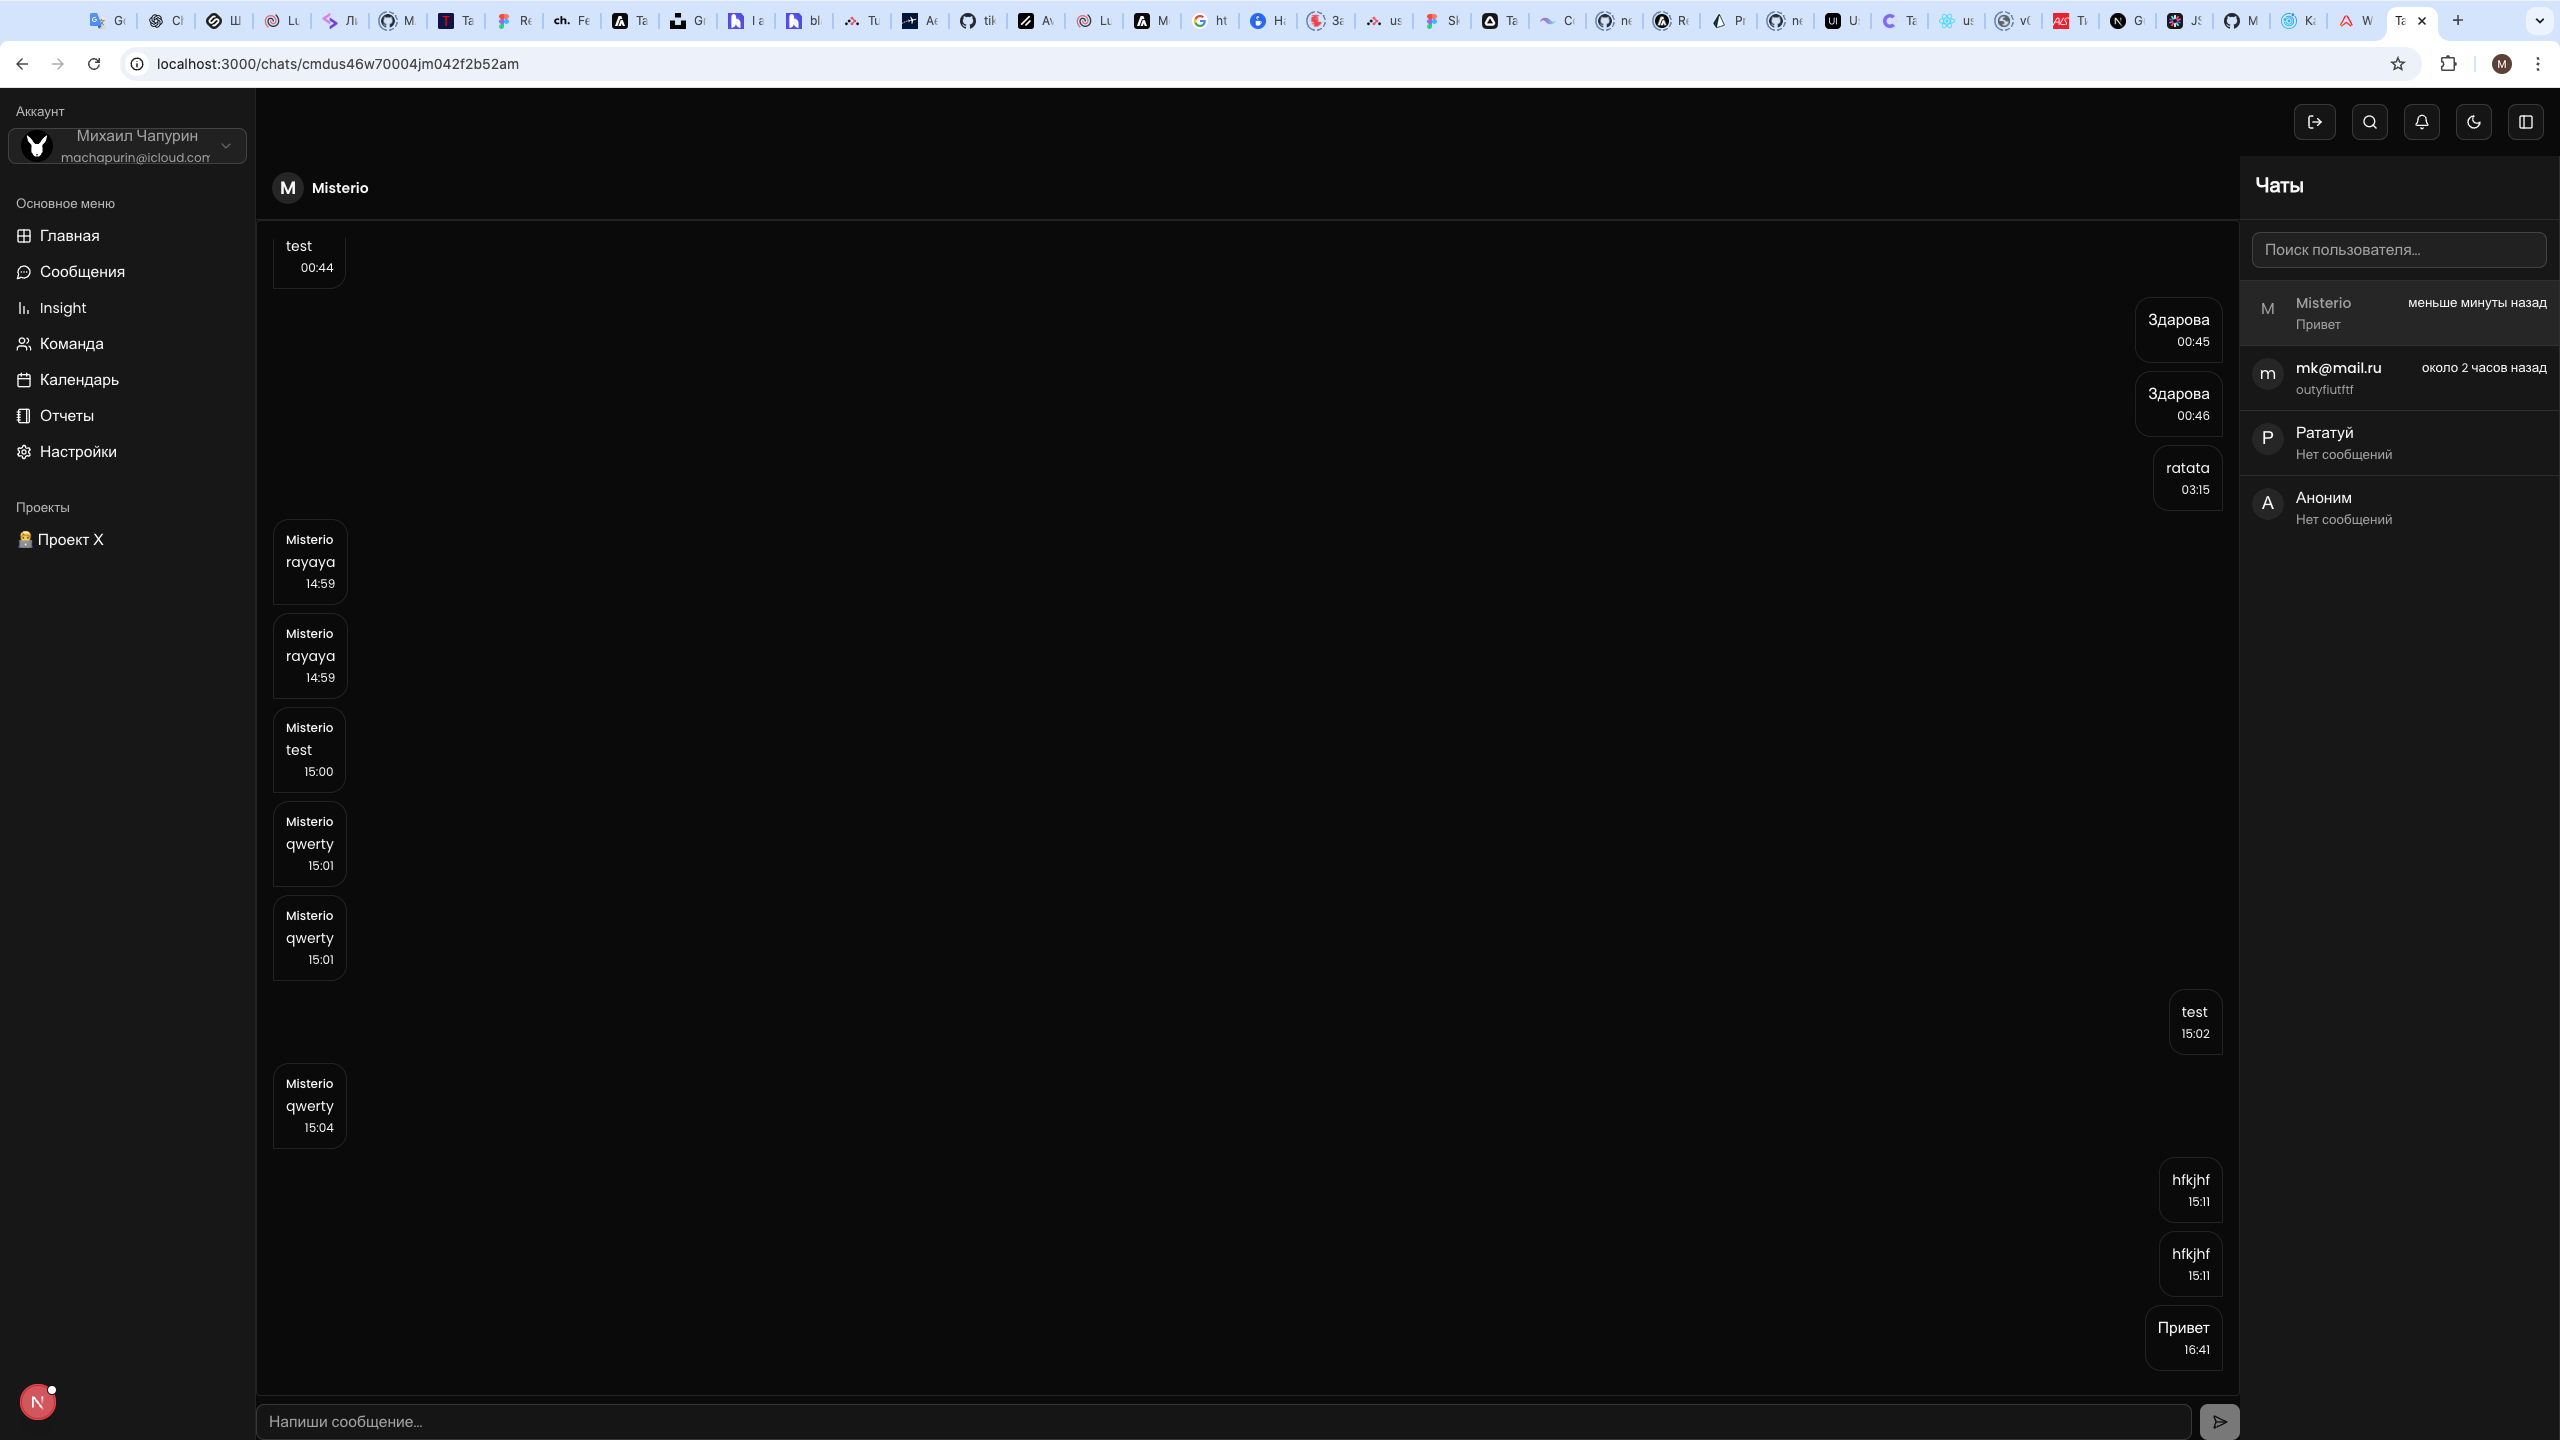 Ta
localhost:3000/chats/cmdus46w70004jm042f2b52am
M
Аккаунт
Михаил Чапурин
machapurin@icloud.com
Основное меню
Главная
Сообщения
Insight
Команда
Календарь
Отчеты
Настройки
Проекты
Проект X
N
M Misterio
test
00:44
Здарова
00:45
Здарова
00:46
ratata
03:15
Misterio
rayaya
14:59
Misterio
rayaya
14:59
Misterio
test
15:00
Misterio
qwerty
15:01
Misterio
qwerty
15:01
test
15:02
Misterio
qwerty
15:04
hfkjhf
15:11
hfkjhf
15:11
Привет
16:41
Напиши сообщение...
Чаты
Поиск пользователя...
M Misterio меньше минуты назад
Привет
m mk@mail.ru около 2 часов назад
outyfiutftf
Р Рататуй
Нет сообщений
А Аноним
Нет сообщений